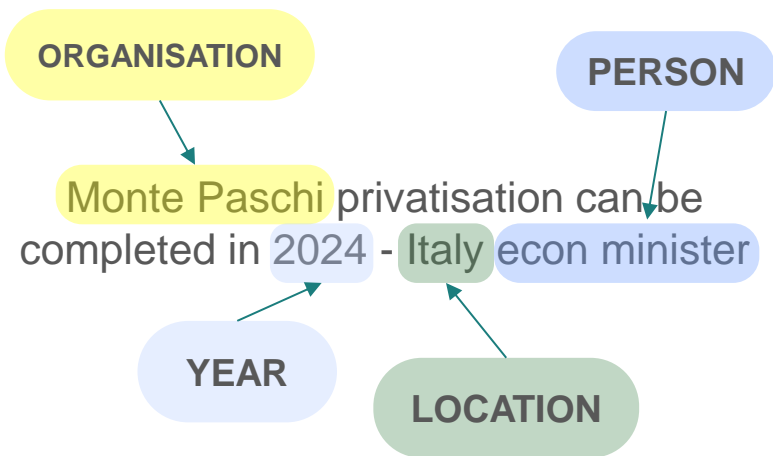 ORGANISATION
PERSON
Monte Paschi privatisation can be
completed in 2024 - Italy econ minister
YEAR
LOCATION